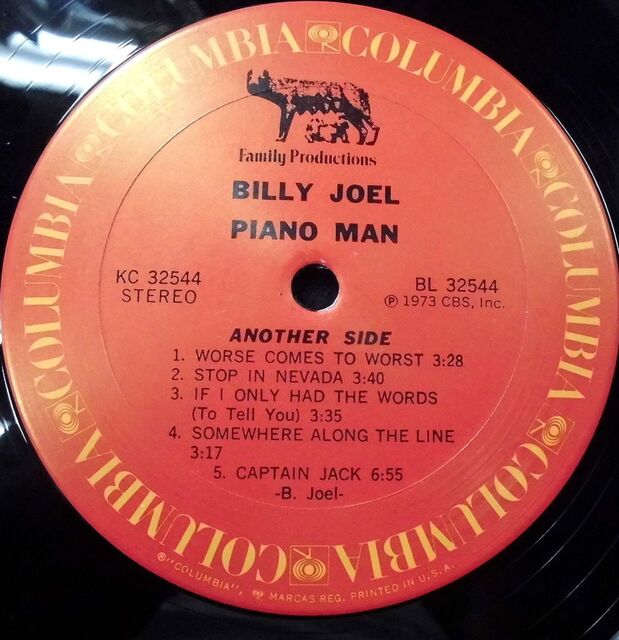 COLUMBIA COLUMBIA COLUMBIA COLUMBIA COLUMBIA COLUMBIA COLUMBIA
Family Productions
BILLY JOEL
PIANO MAN
KC 32544
STEREO
BL 32544
Ⓟ 1973 CBS, Inc.
ANOTHER SIDE
1. WORSE COMES TO WORST 3:28
2. STOP IN NEVADA 3:40
3. IF I ONLY HAD THE WORDS
(To Tell You) 3:35
4. SOMEWHERE ALONG THE LINE
3:17
5. CAPTAIN JACK 6:55
-B. Joel-
®"COLUMBIA", MARCAS REG. PRINTED IN U.S.A.